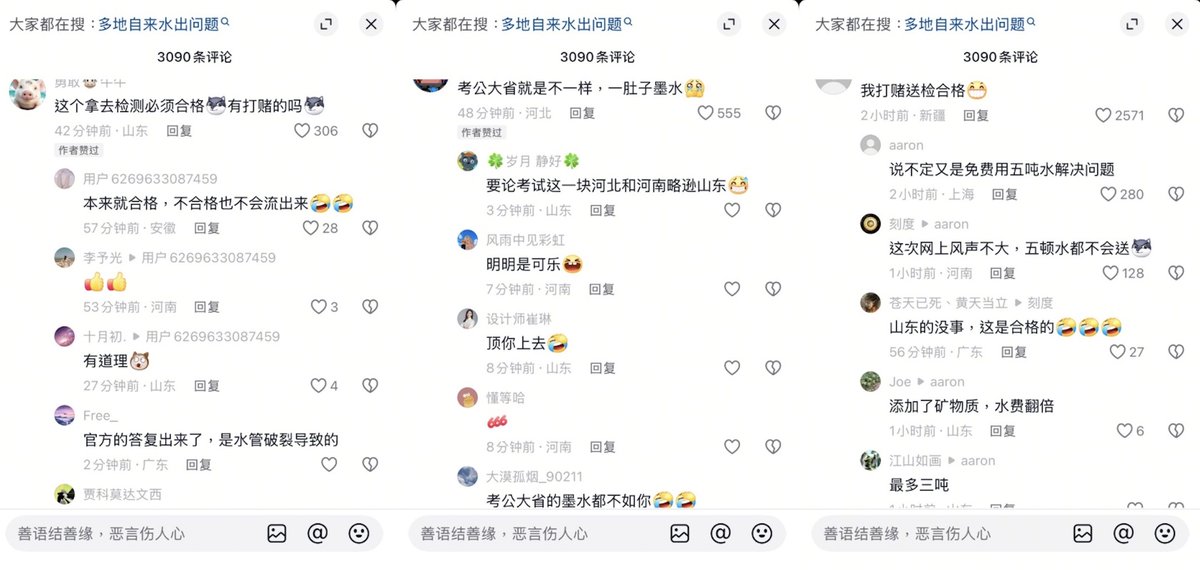 大家都在搜：多地自来水出问题
3090条评论
勇敢🐽牛牛
这个拿去检测必须合格有打赌的吗
42分钟前·山东 回复 306
作者赞过
用户6269633087459
本来就合格，不合格也不会流出来🤣🤣
57分钟前·安徽 回复 28
李予光 ▶ 用户6269633087459
👍👍
53分钟前·河南 回复 3
十月初. ▶ 用户6269633087459
有道理
27分钟前·山东 回复 4
Free_
官方的答复出来了，是水管破裂导致的
2分钟前·广东 回复
贾科莫达文西
善语结善缘，恶言伤人心
大家都在搜：多地自来水出问题
3090条评论
考公大省就是不一样，一肚子墨水
48分钟前·河北 回复 555
作者赞过
🍀岁月 静好🍀
要论考试这一块河北和河南略逊山东😅
3分钟前·山东 回复
风雨中见彩虹
明明是可乐😆
7分钟前·河南 回复
设计师崔琳
顶你上去🤣
8分钟前·山东 回复
懂等哈
666
8分钟前·河南 回复
大漠孤烟_90211
考公大省的墨水都不如你🤣🤣
善语结善缘，恶言伤人心
大家都在搜：多地自来水出问题
3090条评论
我打赌送检合格😁
2小时前·新疆 回复 2571
aaron
说不定又是免费用五吨水解决问题
2小时前·上海 回复 280
刻度 ▶ aaron
这次网上风声不大，五顿水都不会送
1小时前·河南 回复 128
苍天已死、黄天当立 ▶ 刻度
山东的没事，这是合格的🤣🤣🤣
56分钟前·广东 回复 27
Joe ▶ aaron
添加了矿物质，水费翻倍
1小时前·山东 回复 6
江山如画 ▶ aaron
最多三吨
1小时前·山东 回复
善语结善缘，恶言伤人心